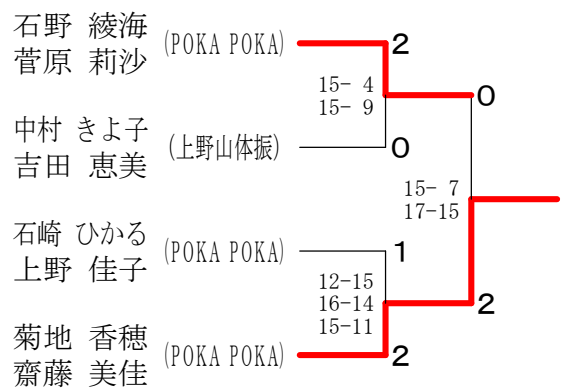 石野 綾海
菅原 莉沙
(POKA POKA)
2
15- 4
15- 9
0
中村 きよ子
吉田 恵美
(上野山体振)
0
15- 7
17-15
石崎 ひかる
上野 佳子
(POKA POKA)
1
12-15
16-14
15-11
2
菊地 香穂
齋藤 美佳
(POKA POKA)
2